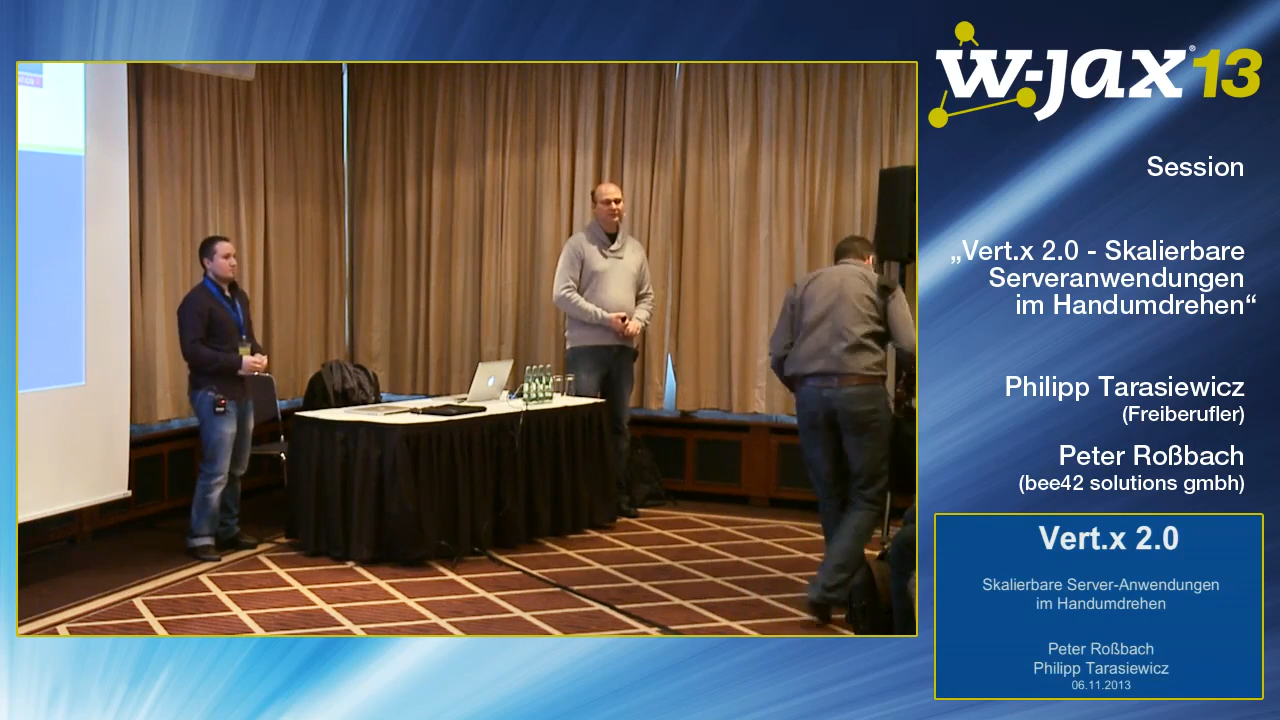 w-jax® 13
Session
„Vert.x 2.0 - Skalierbare
Serveranwendungen
im Handumdrehen“
Philipp Tarasiewicz
(Freiberufler)
Peter Roßbach
(bee42 solutions gmbh)
Vert.x 2.0
Skalierbare Server-Anwendungen
im Handumdrehen
Peter Roßbach
Philipp Tarasiewicz
06.11.2013